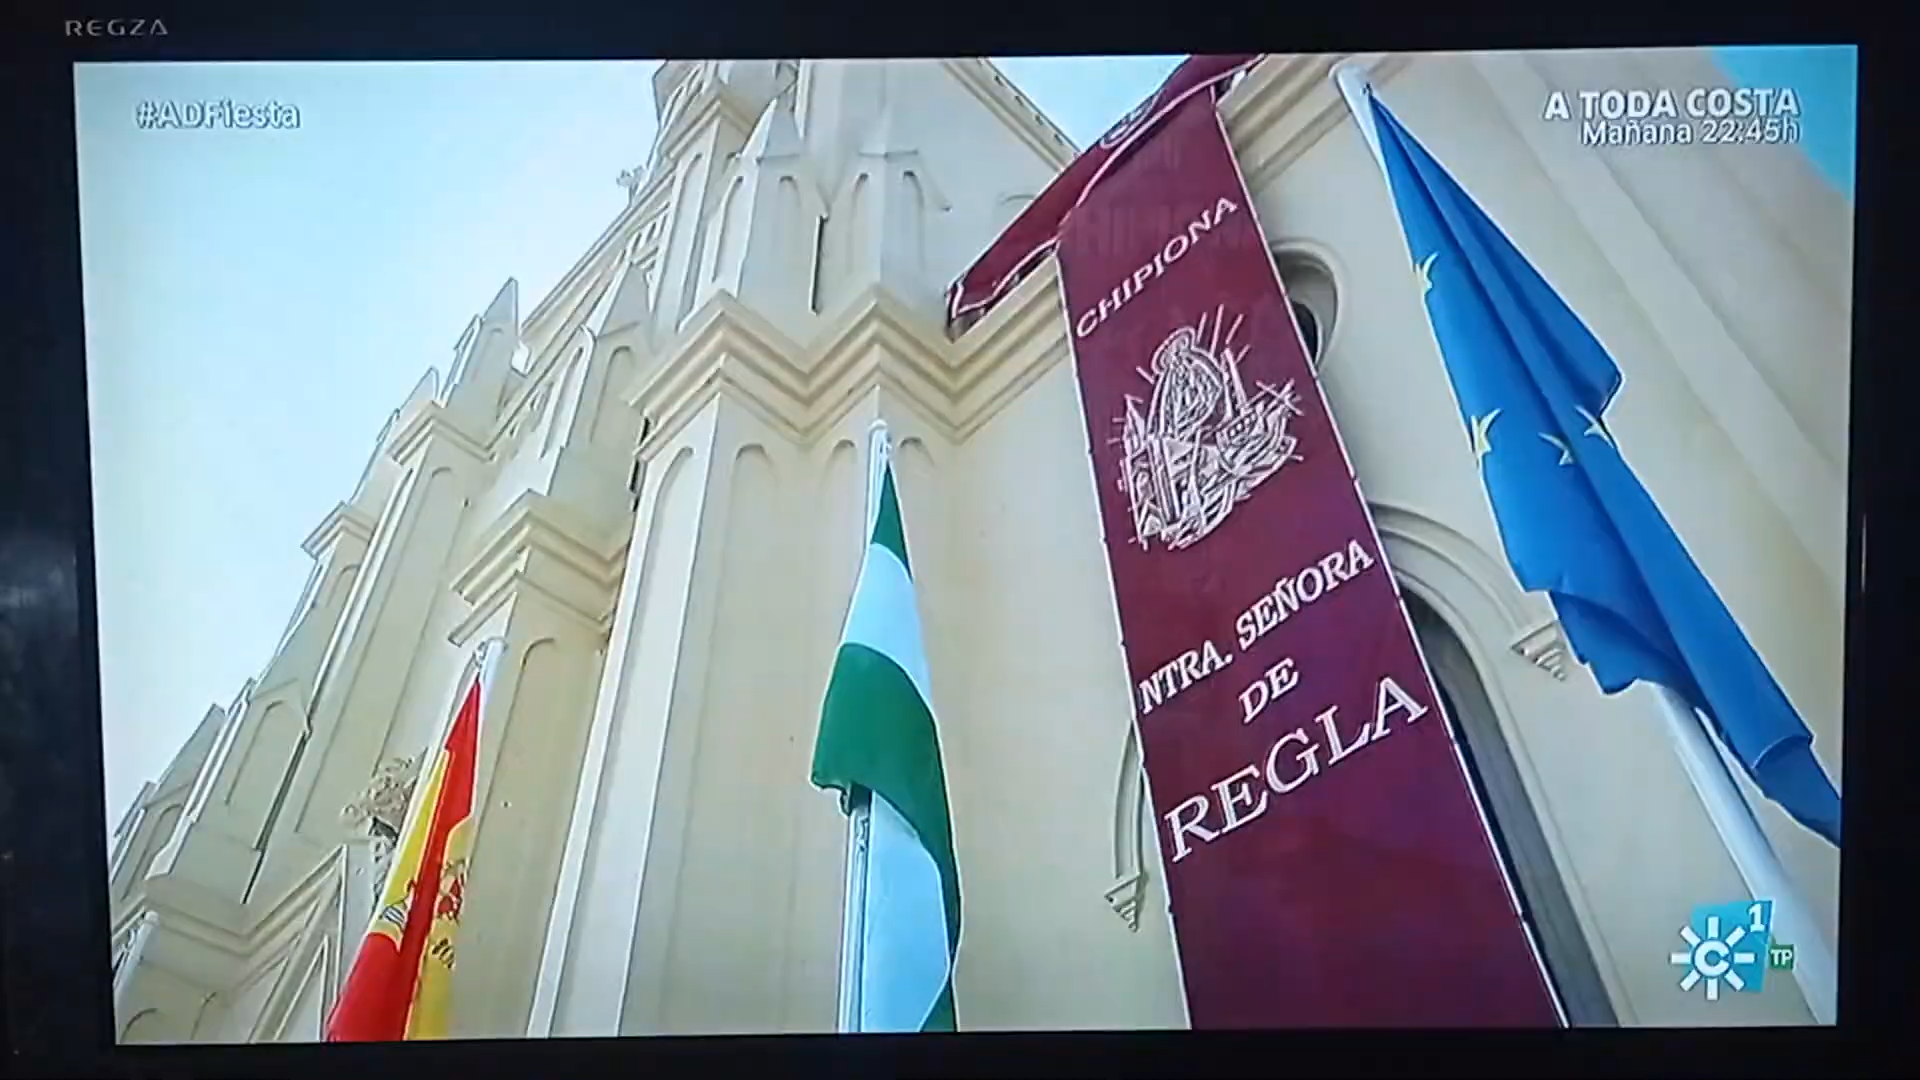 REGZA
#ADFiesta
A TODA COSTA
Mañana 22:45h
CHIPIONA
NTRA. SEÑORA
DE
REGLA
1
C
TP